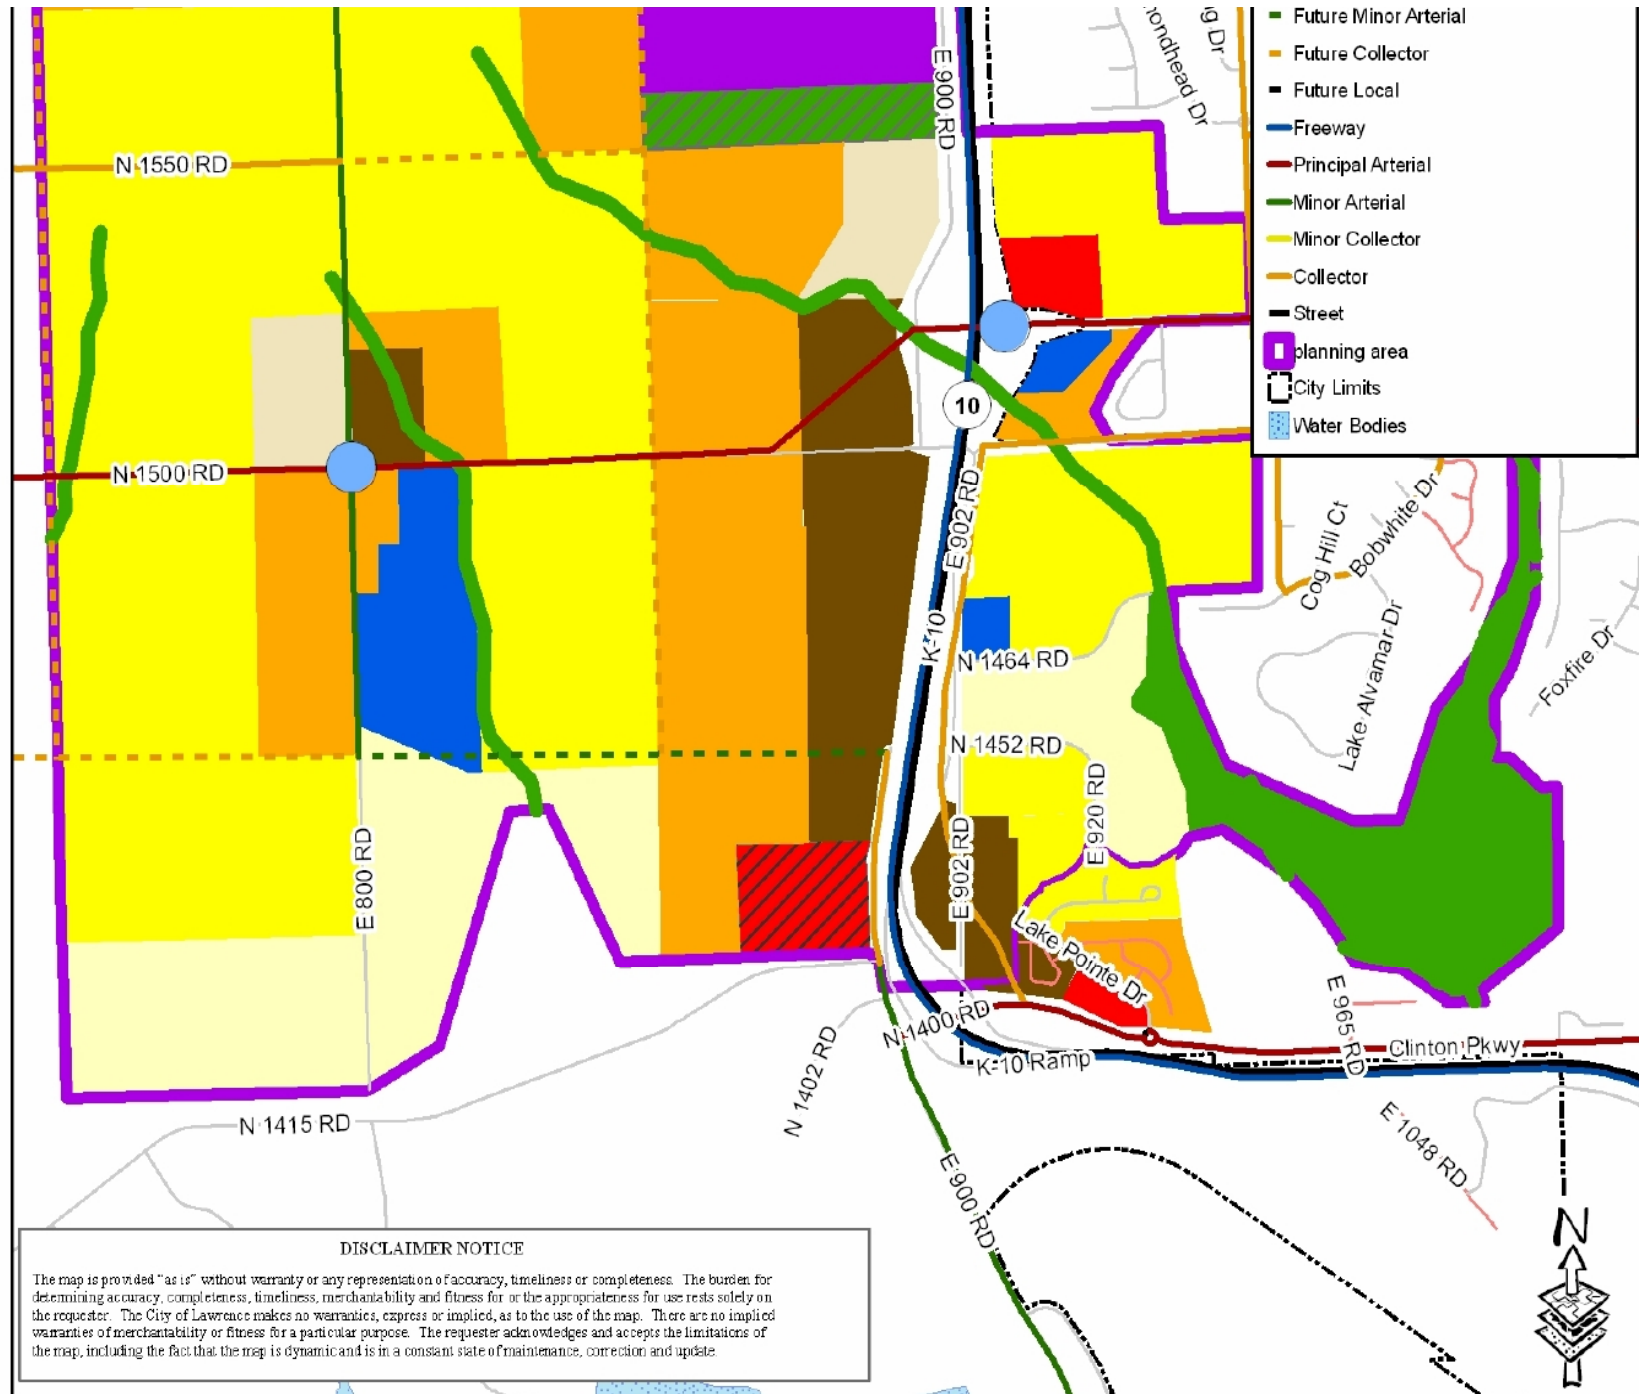 Future Minor Arterial
Future Collector
Future Local
Freeway
Principal Arterial
Minor Arterial
Minor Collector
Collector
Street
planning area
City Limits
Water Bodies
E 900 RD
N 1550 RD
10
N 1500 RD
E 902 RD
K-10
N 1464 RD
N 1452 RD
E 920 RD
E 902 RD
E 800 RD
Lake Pointe Dr
Cog Hill Ct
Bobwhite Dr
Lake Alvamar Dr
Foxfire Dr
N 1400 RD
K-10 Ramp
E 965 RD
Clinton Pkwy
N 1402 RD
N 1415 RD
E 1048 RD
E 900 RD
N
DISCLAIMER NOTICE
The map is provided "as is" without warranty or any representation of accuracy, timeliness or completeness. The burden for
determining accuracy, completeness, timeliness, merchantability and fitness for or the appropriateness for use rests solely on
the requester. The City of Lawrence makes no warranties, express or implied, as to the use of the map. There are no implied
warranties of merchantability or fitness for a particular purpose. The requester acknowledges and accepts the limitations of
the map, including the fact that the map is dynamic and is in a constant state of maintenance, correction and update.